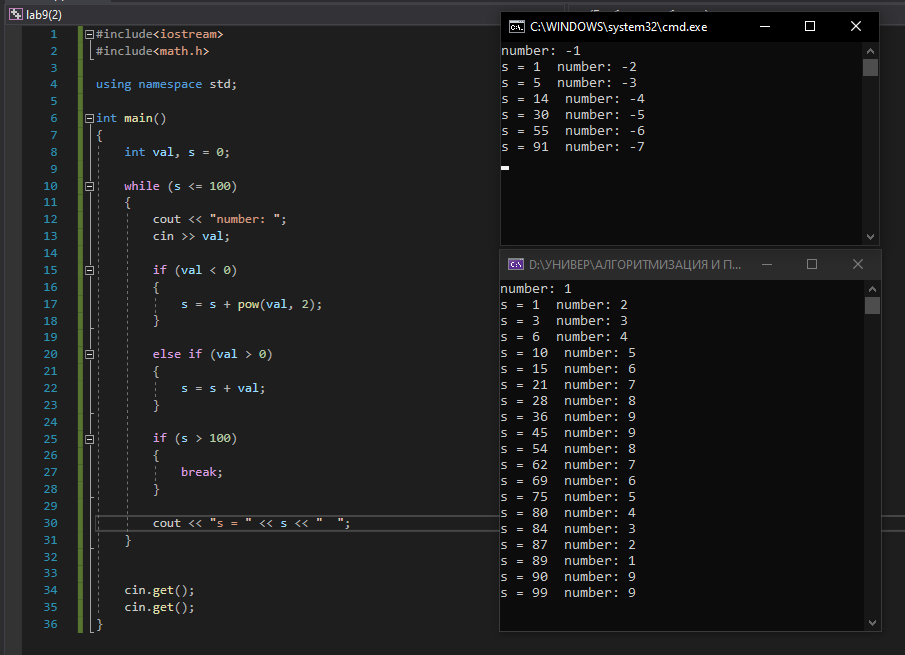 lab9(2)
1 #include<iostream>
2 #include<math.h>
3
4 using namespace std;
5
6 int main()
7 {
8 int val, s = 0;
9
10 while (s <= 100)
11 {
12 cout << "number: ";
13 cin >> val;
14
15 if (val < 0)
16 {
17 s = s + pow(val, 2);
18 }
19
20 else if (val > 0)
21 {
22 s = s + val;
23 }
24
25 if (s > 100)
26 {
27 break;
28 }
29
30 cout << "s = " << s << "  ";
31 }
32
33
34 cin.get();
35 cin.get();
36 }
C:\WINDOWS\system32\cmd.exe
number: -1
s = 1  number: -2
s = 5  number: -3
s = 14  number: -4
s = 30  number: -5
s = 55  number: -6
s = 91  number: -7
D:\УНИВЕР\АЛГОРИТМИЗАЦИЯ И П...
number: 1
s = 1  number: 2
s = 3  number: 3
s = 6  number: 4
s = 10  number: 5
s = 15  number: 6
s = 21  number: 7
s = 28  number: 8
s = 36  number: 9
s = 45  number: 9
s = 54  number: 8
s = 62  number: 7
s = 69  number: 6
s = 75  number: 5
s = 80  number: 4
s = 84  number: 3
s = 87  number: 2
s = 89  number: 1
s = 90  number: 9
s = 99  number: 9